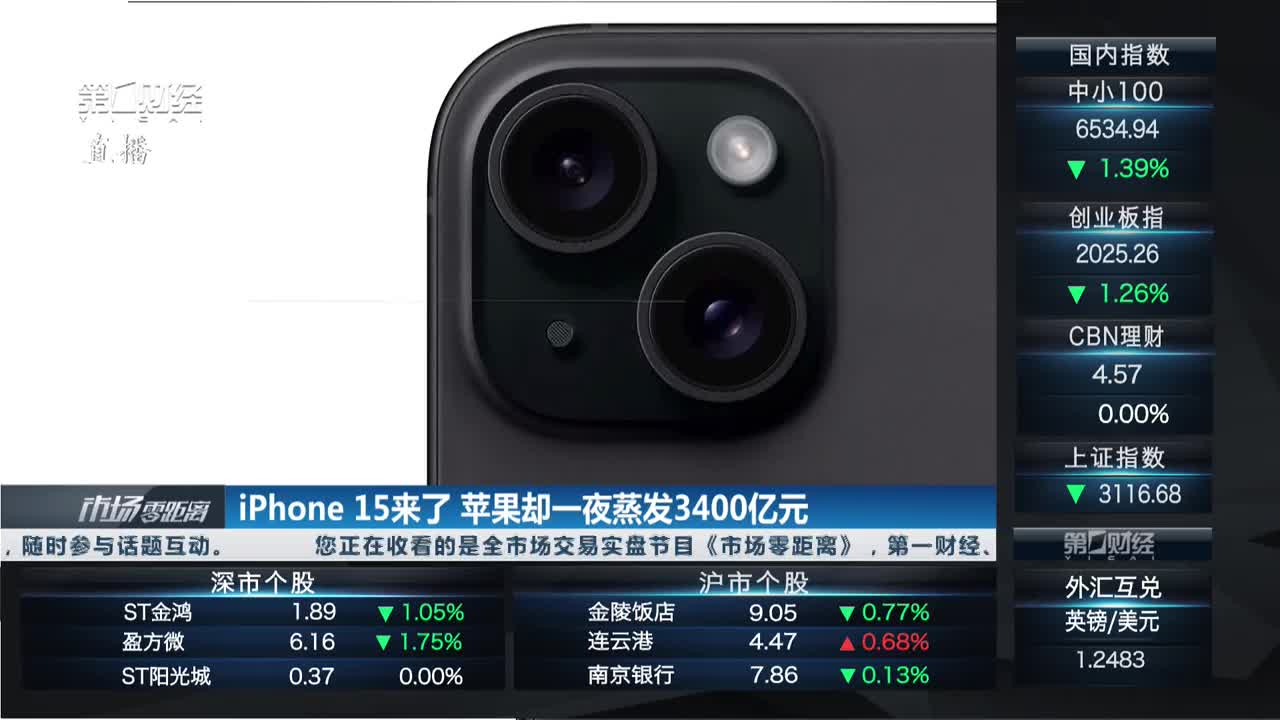 第一财经
YICAI
直播
国内指数
中小100
6534.94
▼ 1.39%
创业板指
2025.26
▼ 1.26%
CBN理财
4.57
0.00%
上证指数
▼ 3116.68
第一财经
YICAI
外汇互兑
英镑/美元
1.2483
市场零距离
iPhone 15来了 苹果却一夜蒸发3400亿元
，随时参与话题互动。 您正在收看的是全市场交易实盘节目《市场零距离》，第一财经、
深市个股
ST金鸿 1.89 ▼ 1.05%
盈方微 6.16 ▼ 1.75%
ST阳光城 0.37 0.00%
沪市个股
金陵饭店 9.05 ▼ 0.77%
连云港 4.47 ▲ 0.68%
南京银行 7.86 ▼ 0.13%